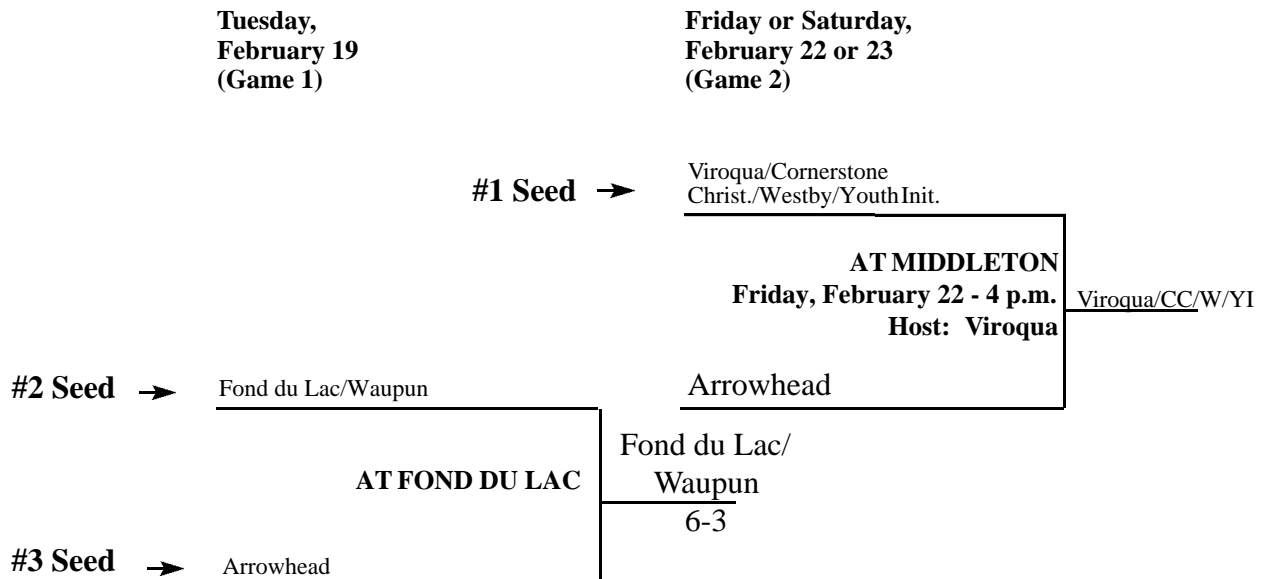 Tuesday,
February 19
(Game 1)
Friday or Saturday,
February 22 or 23
(Game 2)
#1 Seed
Viroqua/Cornerstone
Christ./Westby/Youth Init.
AT MIDDLETON
Friday, February 22 - 4 p.m.
Host: Viroqua
Viroqua/CC/W/YI
#2 Seed
Fond du Lac/Waupun
Arrowhead
AT FOND DU LAC
Fond du Lac/
Waupun
6-3
#3 Seed
Arrowhead